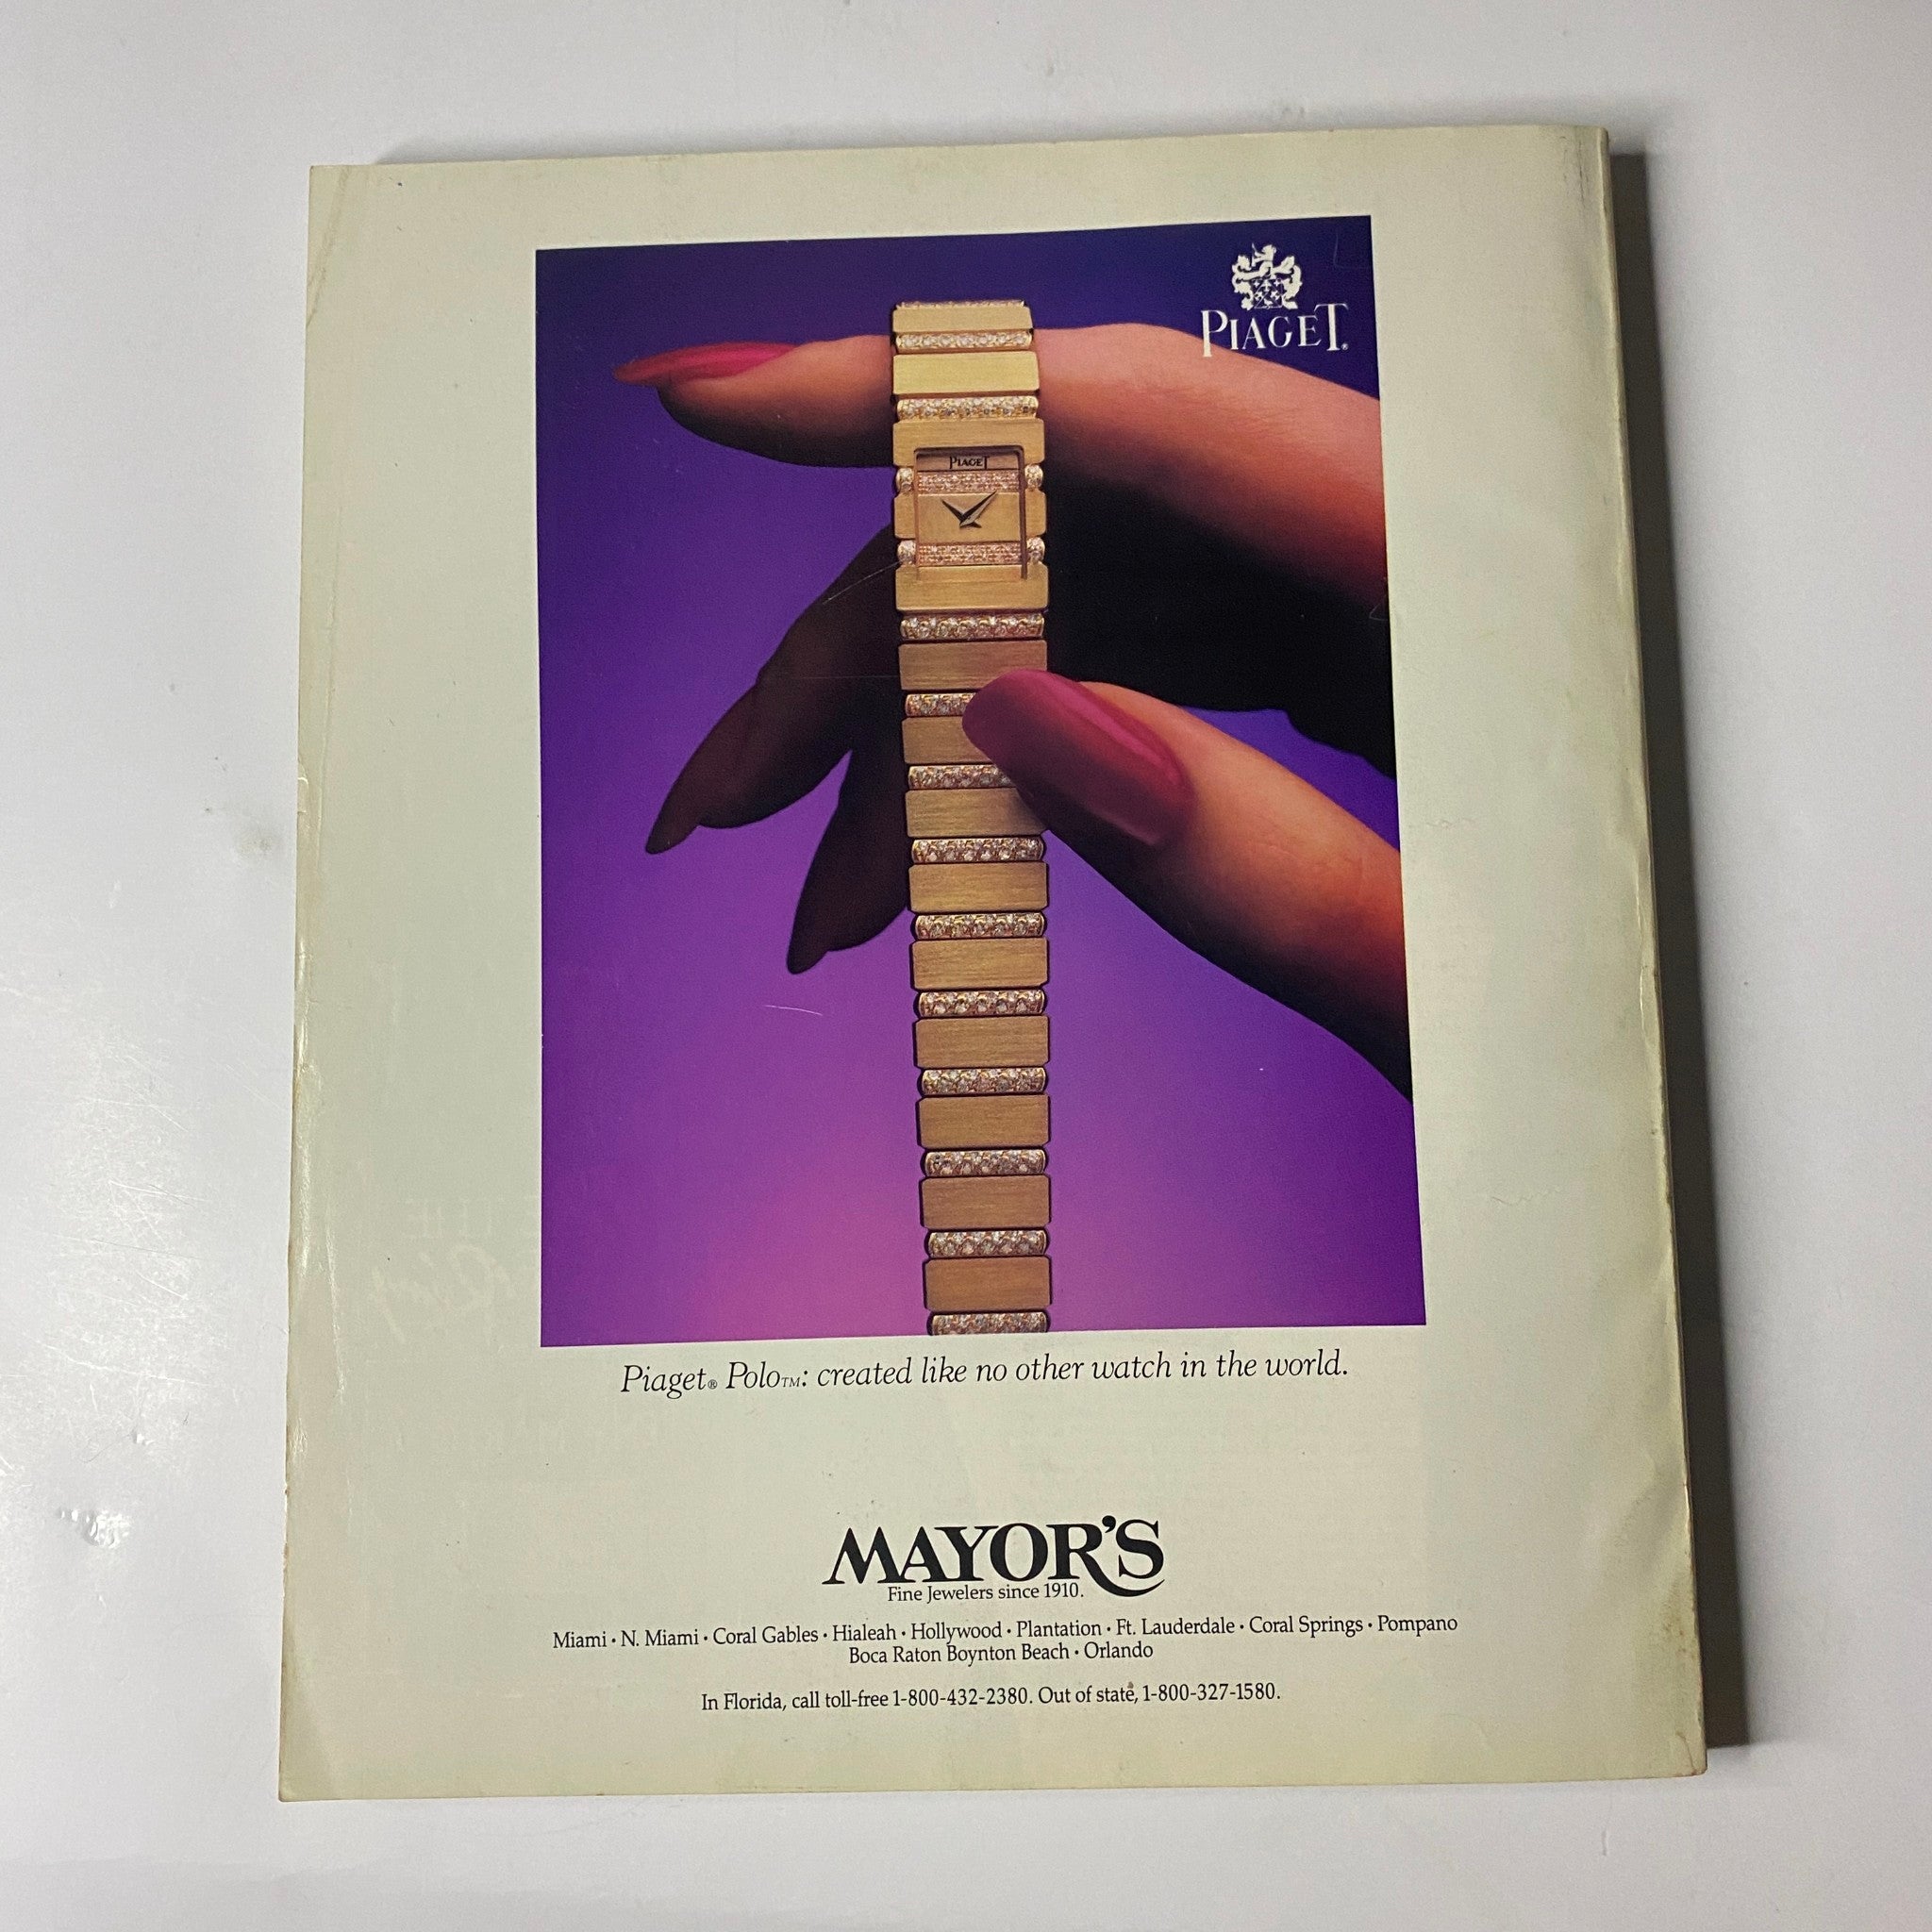 PIAGET®
PIAGET
Piaget® Polo™: created like no other watch in the world.
MAYOR'S
Fine Jewelers since 1910.
Miami • N. Miami • Coral Gables • Hialeah • Hollywood • Plantation • Ft. Lauderdale • Coral Springs • Pompano
Boca Raton Boynton Beach • Orlando
In Florida, call toll-free 1-800-432-2380. Out of state, 1-800-327-1580.